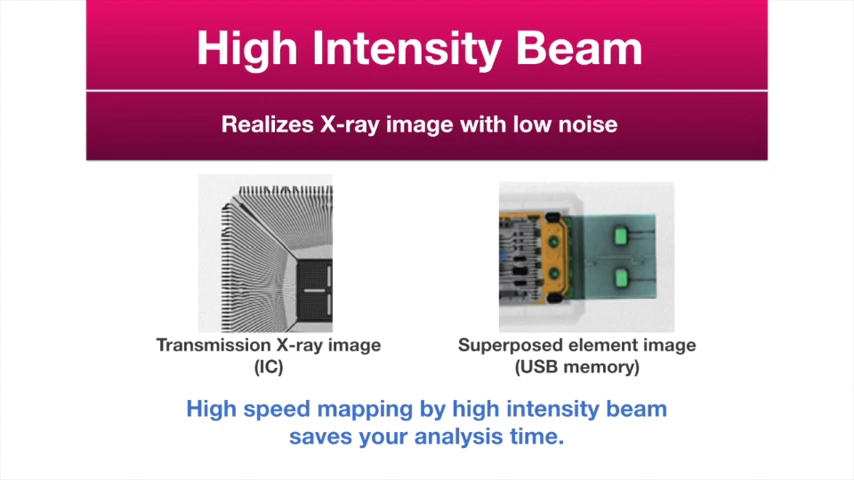 High Intensity Beam
Realizes X-ray image with low noise
Transmission X-ray image
(IC)
Superposed element image
(USB memory)
High speed mapping by high intensity beam
saves your analysis time.